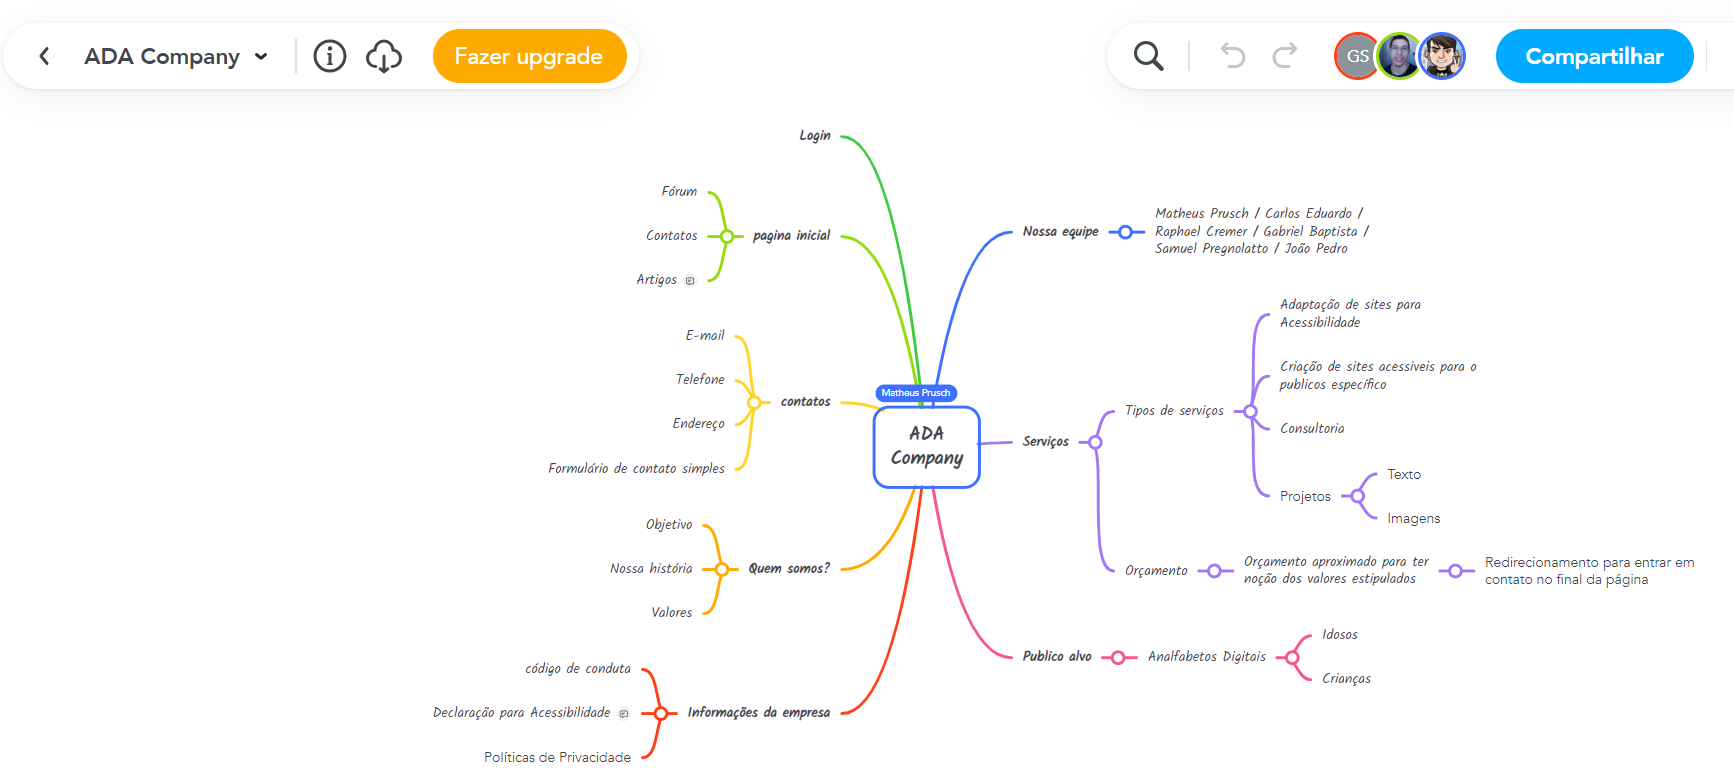 ADA Company
Fazer upgrade
GS
Compartilhar
Login
Fórum
Contatos
Artigos
pagina inicial
E-mail
Telefone
Endereço
Formulário de contato simples
contatos
Objetivo
Nossa história
Valores
Quem somos?
código de conduta
Declaração para Acessibilidade
Políticas de Privacidade
Informações da empresa
Matheus Prusch
ADA
Company
Nossa equipe
Matheus Prusch / Carlos Eduardo /
Raphael Cremer / Gabriel Baptista /
Samuel Pregnolatto / João Pedro
Serviços
Tipos de serviços
Adaptação de sites para
Acessibilidade
Criação de sites acessiveis para o
publicos específico
Consultoria
Projetos
Texto
Imagens
Orçamento
Orçamento aproximado para ter
noção dos valores estipulados
Redirecionamento para entrar em
contato no final da página
Publico alvo
Analfabetos Digitais
Idosos
Crianças